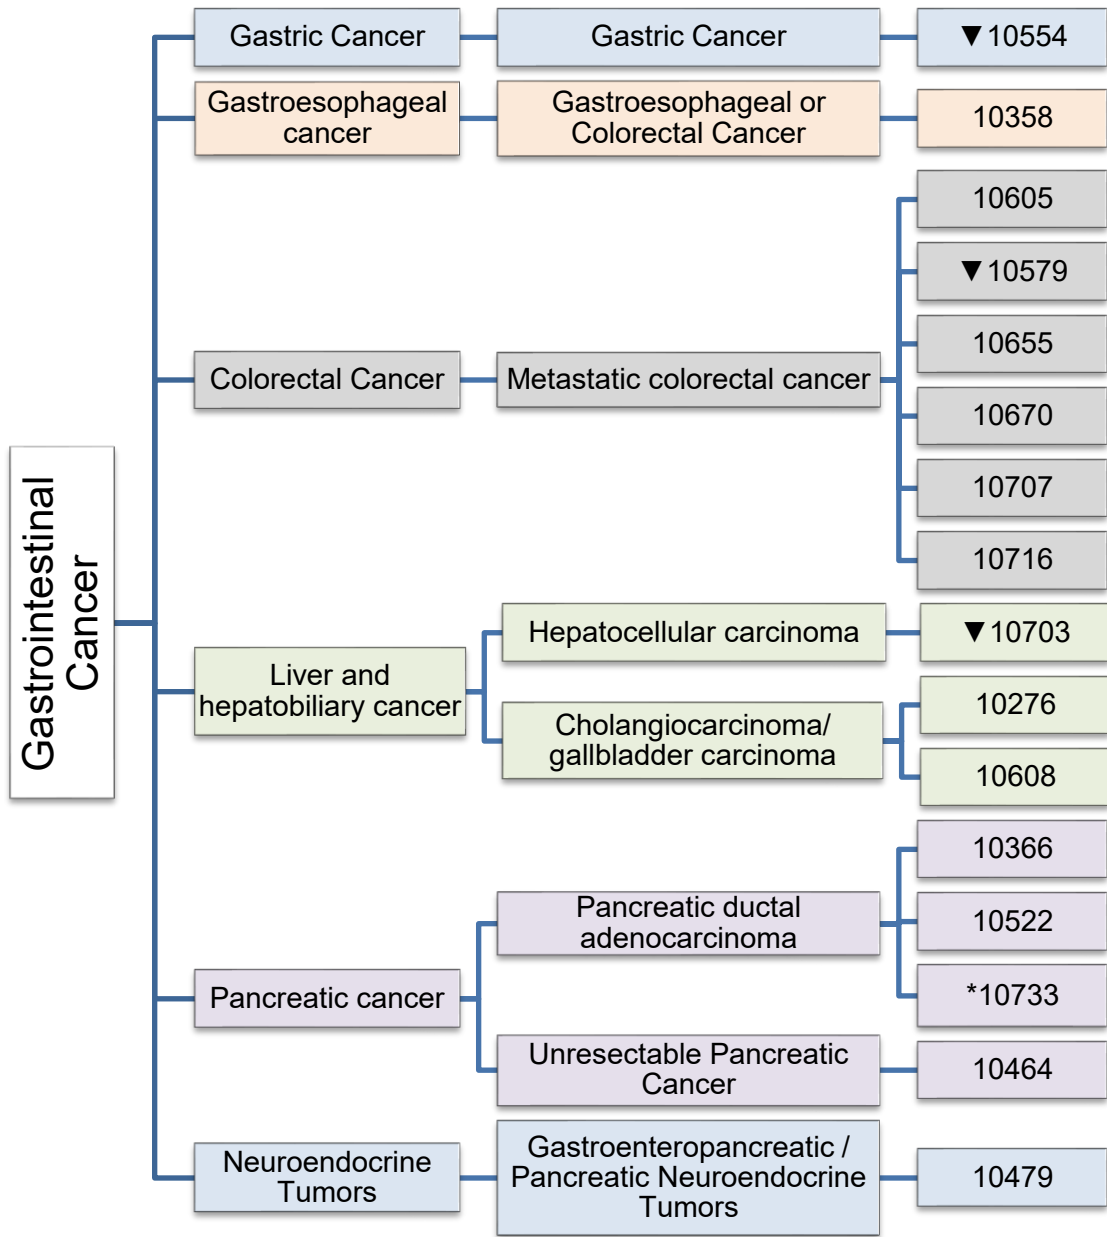 Gastrointestinal
Cancer
Gastric Cancer
Gastric Cancer
▼10554
Gastroesophageal
cancer
Gastroesophageal or
Colorectal Cancer
10358
Colorectal Cancer
Metastatic colorectal cancer
10605
▼10579
10655
10670
10707
10716
Liver and
hepatobiliary cancer
Hepatocellular carcinoma
▼10703
Cholangiocarcinoma/
gallbladder carcinoma
10276
10608
Pancreatic cancer
Pancreatic ductal
adenocarcinoma
10366
10522
*10733
Unresectable Pancreatic
Cancer
10464
Neuroendocrine
Tumors
Gastroenteropancreatic /
Pancreatic Neuroendocrine
Tumors
10479